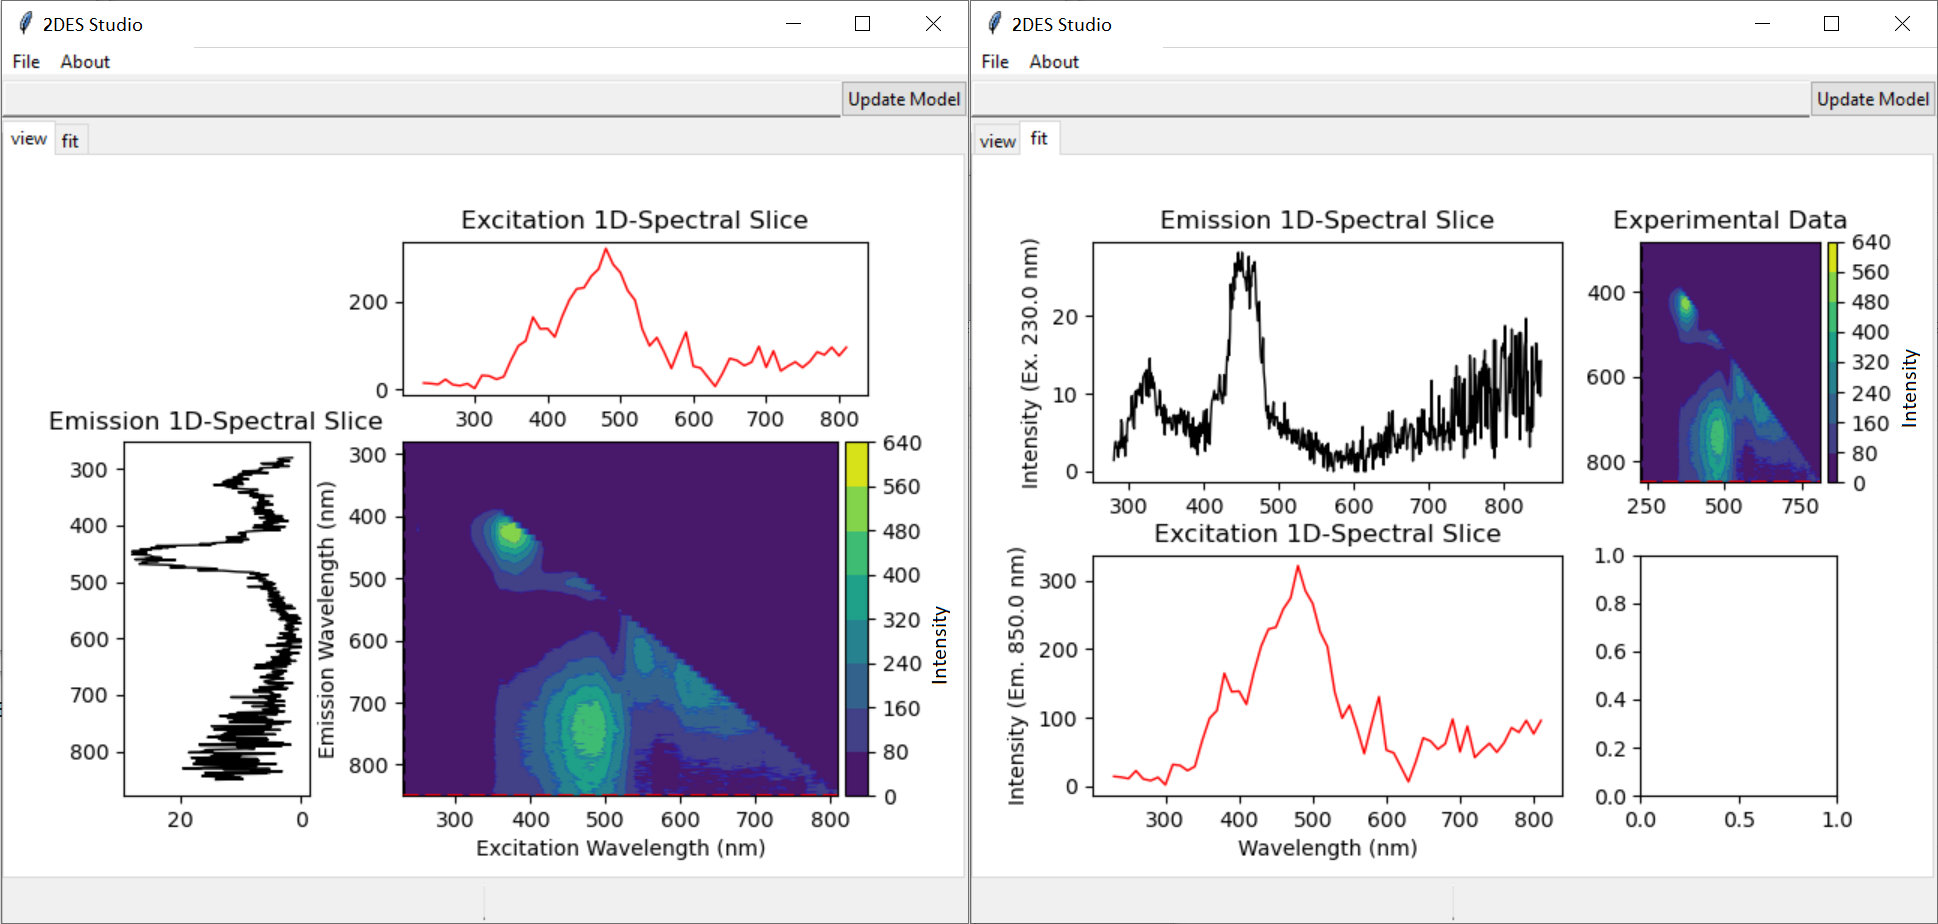 2DES Studio
File About
Update Model
view fit
Excitation 1D-Spectral Slice
200
0
300 400 500 600 700 800
Emission 1D-Spectral Slice
300
400
500
600
700
800
20 0
Emission Wavelength (nm)
300
400
500
600
700
800
300 400 500 600 700 800
Excitation Wavelength (nm)
640
560
480
400
320
240
160
80
0
Intensity
2DES Studio
File About
Update Model
view fit
Emission 1D-Spectral Slice
Intensity (Ex. 230.0 nm)
20
10
0
300 400 500 600 700 800
Experimental Data
400
600
800
250 500 750
640
560
480
400
320
240
160
80
0
Intensity
Excitation 1D-Spectral Slice
Intensity (Em. 850.0 nm)
300
200
100
0
300 400 500 600 700 800
Wavelength (nm)
1.0
0.8
0.6
0.4
0.2
0.0
0.0 0.5 1.0